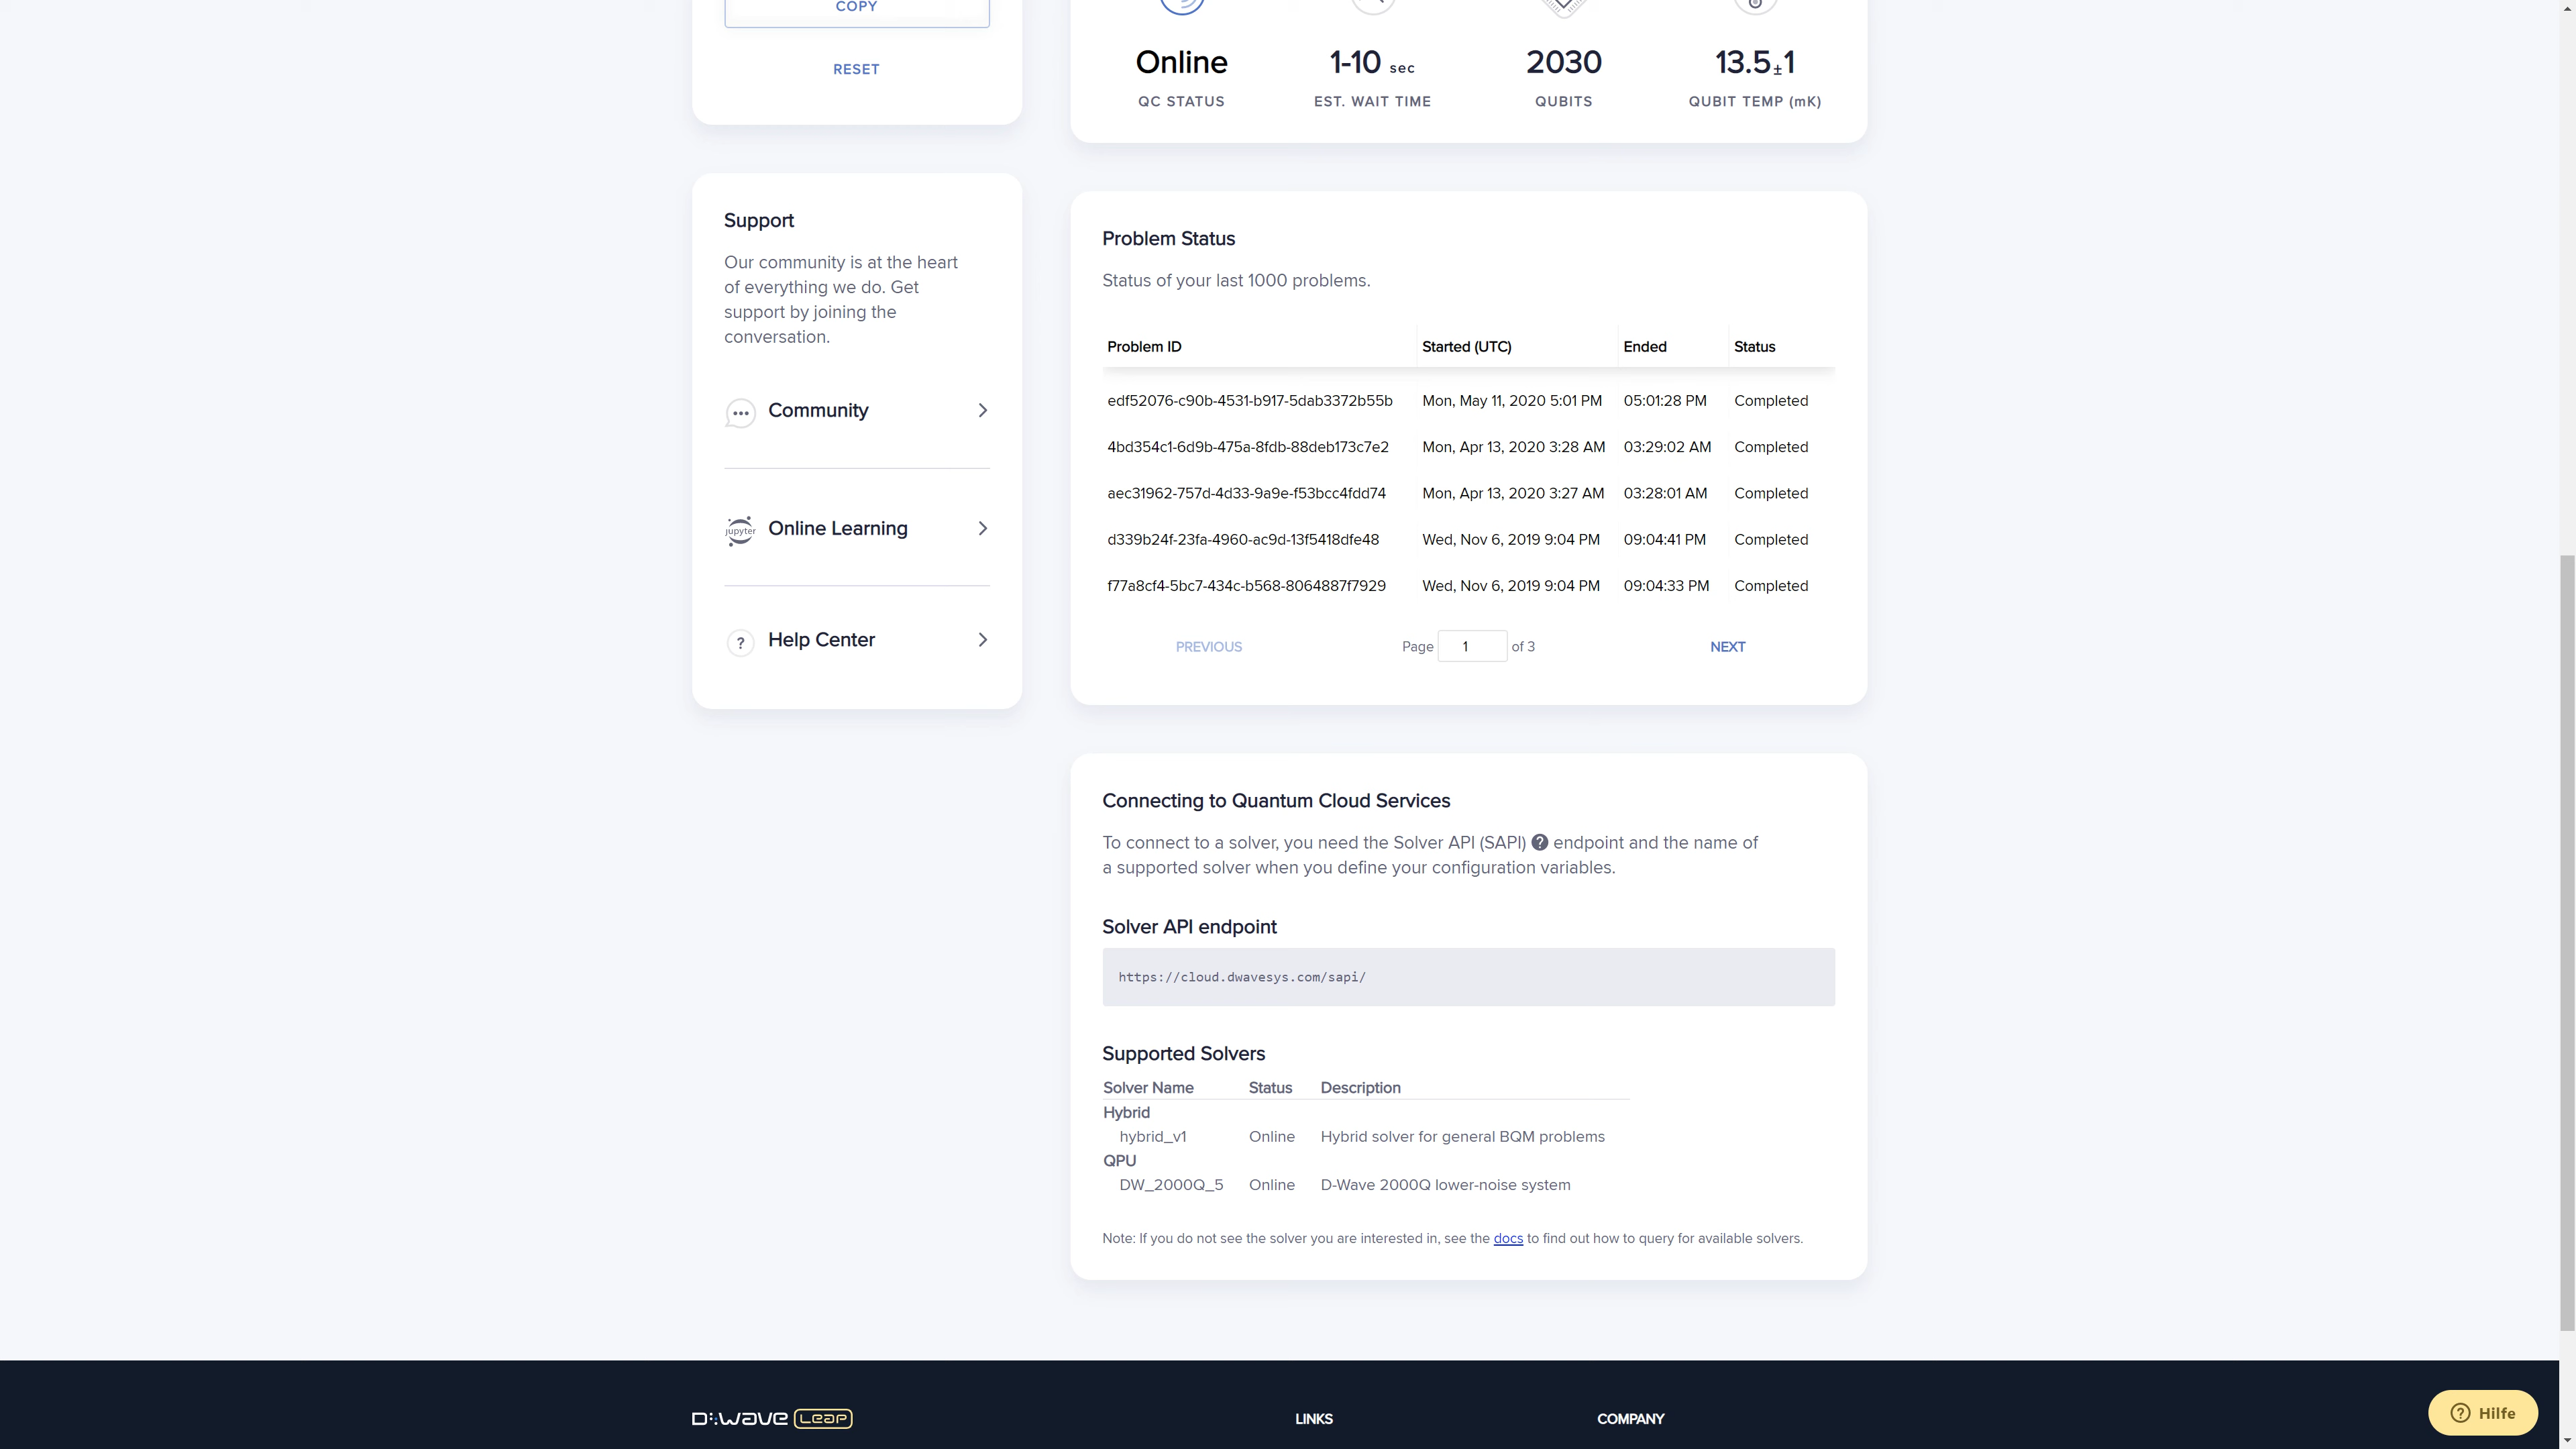 COPY
RESET
Online
QC STATUS
1-10 sec
EST. WAIT TIME
2030
QUBITS
13.5±1
QUBIT TEMP (mK)
Support
Our community is at the heart
of everything we do. Get
support by joining the
conversation.
Community
jupyter
Online Learning
? Help Center
Problem Status
Status of your last 1000 problems.
Problem ID Started (UTC) Ended Status
edf52076-c90b-4531-b917-5dab3372b55b Mon, May 11, 2020 5:01 PM 05:01:28 PM Completed
4bd354c1-6d9b-475a-8fdb-88deb173c7e2 Mon, Apr 13, 2020 3:28 AM 03:29:02 AM Completed
aec31962-757d-4d33-9a9e-f53bcc4fdd74 Mon, Apr 13, 2020 3:27 AM 03:28:01 AM Completed
d339b24f-23fa-4960-ac9d-13f5418dfe48 Wed, Nov 6, 2019 9:04 PM 09:04:41 PM Completed
f77a8cf4-5bc7-434c-b568-8064887f7929 Wed, Nov 6, 2019 9:04 PM 09:04:33 PM Completed
PREVIOUS Page 1 of 3 NEXT
Connecting to Quantum Cloud Services
To connect to a solver, you need the Solver API (SAPI) ? endpoint and the name of
a supported solver when you define your configuration variables.
Solver API endpoint
https://cloud.dwavesys.com/sapi/
Supported Solvers
Solver Name Status Description
Hybrid
hybrid_v1 Online Hybrid solver for general BQM problems
QPU
DW_2000Q_5 Online D-Wave 2000Q lower-noise system
Note: If you do not see the solver you are interested in, see the docs to find out how to query for available solvers.
D:Wave Leap
LINKS
COMPANY
? Hilfe